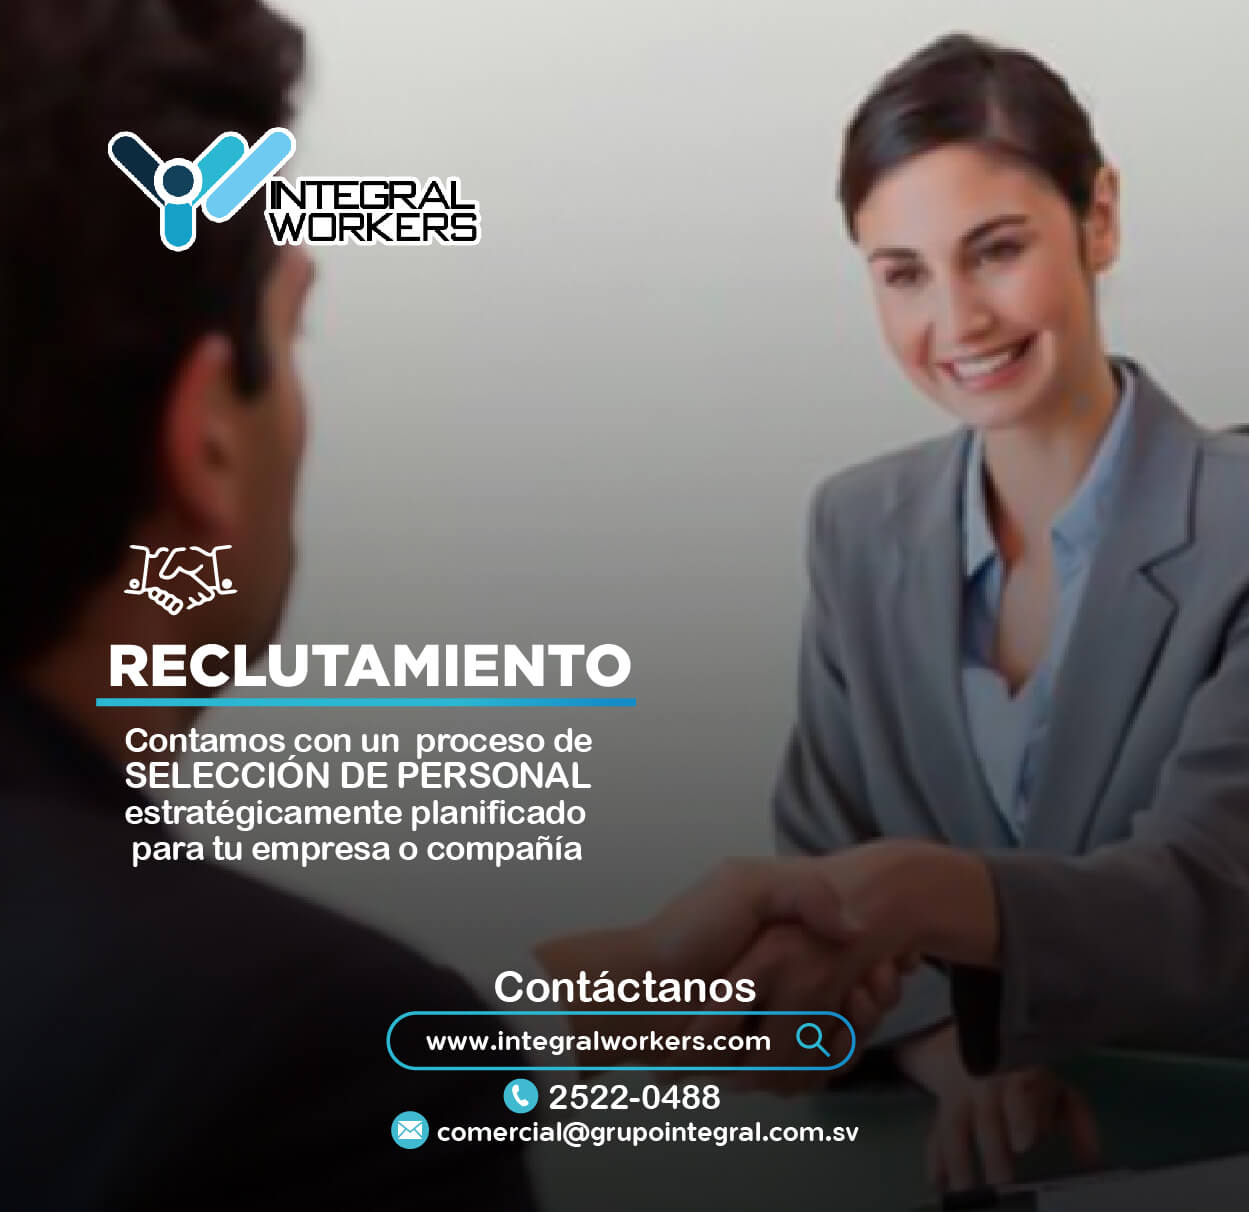 INTEGRAL
WORKERS
RECLUTAMIENTO
Contamos con un proceso de
SELECCIÓN DE PERSONAL
estratégicamente planificado
para tu empresa o compañía
Contáctanos
www.integralworkers.com
2522-0488
comercial@grupointegral.com.sv